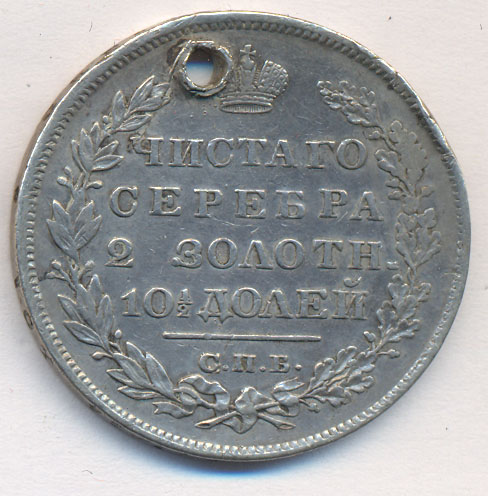 ЧИСТАГО
СЕРЕБРА
2 ЗОЛОТН.
10½ ДОЛЕЙ
С.П.Б.